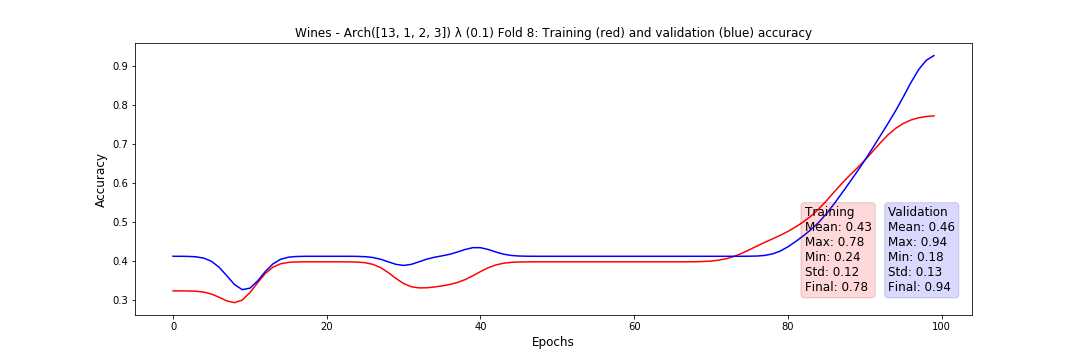 Wines - Arch([13, 1, 2, 3]) λ (0.1) Fold 8: Training (red) and validation (blue) accuracy
Accuracy
0.9
0.8
0.7
0.6
0.5
0.4
0.3
Training
Mean: 0.43
Max: 0.78
Min: 0.24
Std: 0.12
Final: 0.78
Validation
Mean: 0.46
Max: 0.94
Min: 0.18
Std: 0.13
Final: 0.94
0 20 40 60 80 100
Epochs